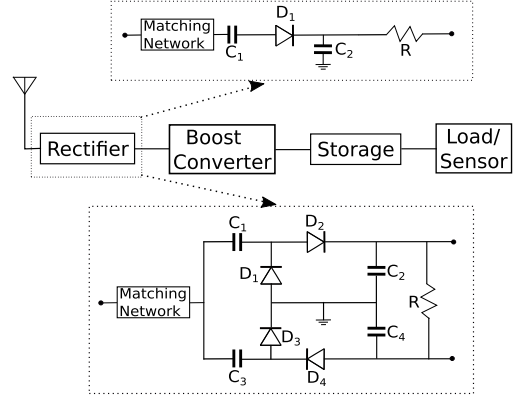 D1
Matching
Network
C1
C2
R
Rectifier
Boost
Converter
Storage
Load/
Sensor
C1
D2
D1
C2
Matching
Network
R
D3
C4
C3
D4